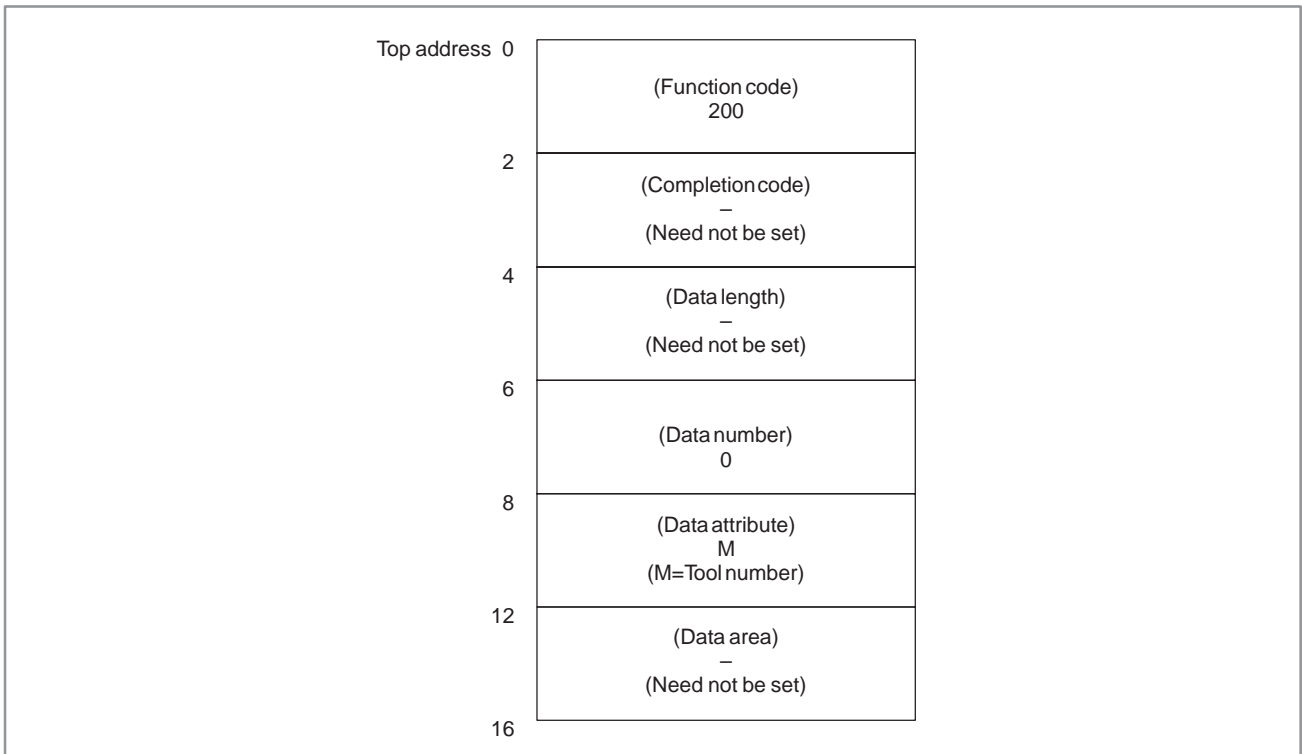 Top address 0
(Function code)
200
2
(Completion code)
–
(Need not be set)
4
(Data length)
–
(Need not be set)
6
(Data number)
0
8
(Data attribute)
M
(M=Tool number)
12
(Data area)
–
(Need not be set)
16